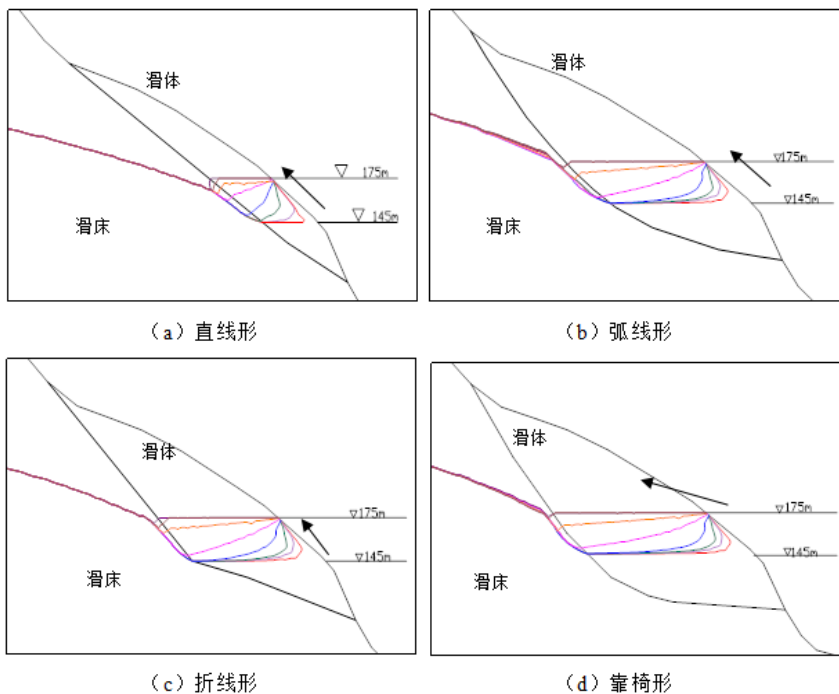 滑体
▽ 175m
▽ 145m
滑床
(a) 直线形
滑体
▽175m
▽145m
滑床
(b) 弧线形
滑体
▽175m
▽145m
滑床
(c) 折线形
滑体
▽175m
▽145m
滑床
(d) 靠椅形